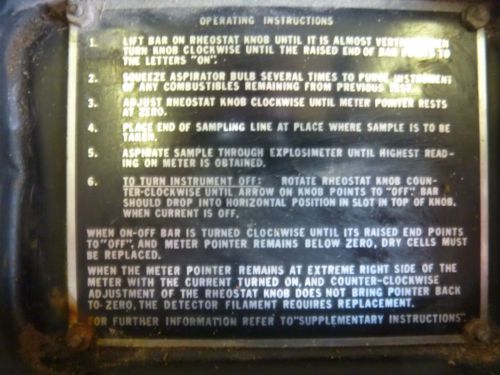 OPERATING INSTRUCTIONS
1. LIFT BAR ON RHEOSTAT KNOB UNTIL IT IS ALMOST VERTICAL. THEN
TURN KNOB CLOCKWISE UNTIL THE RAISED END OF BAR POINTS TO
THE LETTERS "ON".
2. SQUEEZE ASPIRATOR BULB SEVERAL TIMES TO PURGE INSTRUMENT
OF ANY COMBUSTIBLES REMAINING FROM PREVIOUS TEST.
3. ADJUST RHEOSTAT KNOB CLOCKWISE UNTIL METER POINTER RESTS
AT ZERO.
4. PLACE END OF SAMPLING LINE AT PLACE WHERE SAMPLE IS TO BE
TAKEN.
5. ASPIRATE SAMPLE THROUGH EXPLOSIMETER UNTIL HIGHEST READ-
ING ON METER IS OBTAINED.
6. TO TURN INSTRUMENT OFF: ROTATE RHEOSTAT KNOB COUN-
TER-CLOCKWISE UNTIL ARROW ON KNOB POINTS TO "OFF". BAR
SHOULD DROP INTO HORIZONTAL POSITION IN SLOT IN TOP OF KNOB,
WHEN CURRENT IS OFF.
WHEN ON-OFF BAR IS TURNED CLOCKWISE UNTIL ITS RAISED END POINTS
TO "OFF", AND METER POINTER REMAINS BELOW ZERO, DRY CELLS MUST
BE REPLACED.
WHEN THE METER POINTER REMAINS AT EXTREME RIGHT SIDE OF THE
METER WITH THE CURRENT TURNED ON, AND COUNTER-CLOCKWISE
ADJUSTMENT OF THE RHEOSTAT KNOB DOES NOT BRING POINTER BACK
TO-ZERO, THE DETECTOR FILAMENT REQUIRES REPLACEMENT.
FOR FURTHER INFORMATION REFER TO "SUPPLEMENTARY INSTRUCTIONS"